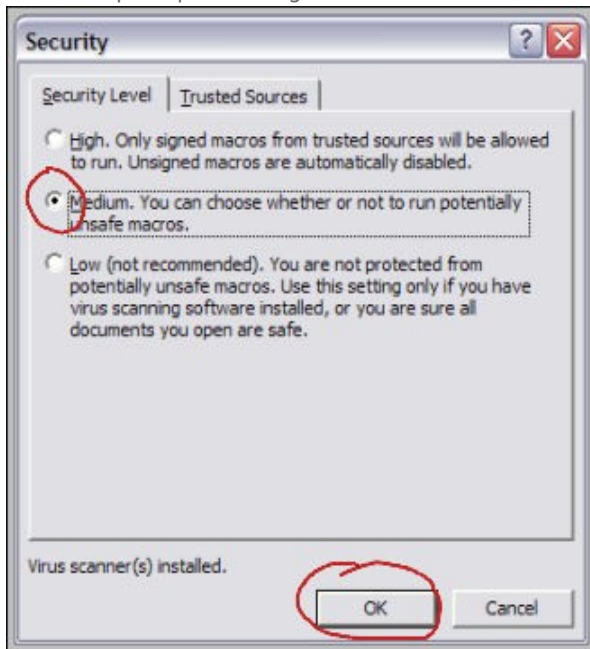 Security
Security Level Trusted Sources
High. Only signed macros from trusted sources will be allowed
to run. Unsigned macros are automatically disabled.
Medium. You can choose whether or not to run potentially
unsafe macros.
Low (not recommended). You are not protected from
potentially unsafe macros. Use this setting only if you have
virus scanning software installed, or you are sure all
documents you open are safe.
Virus scanner(s) installed.
OK Cancel